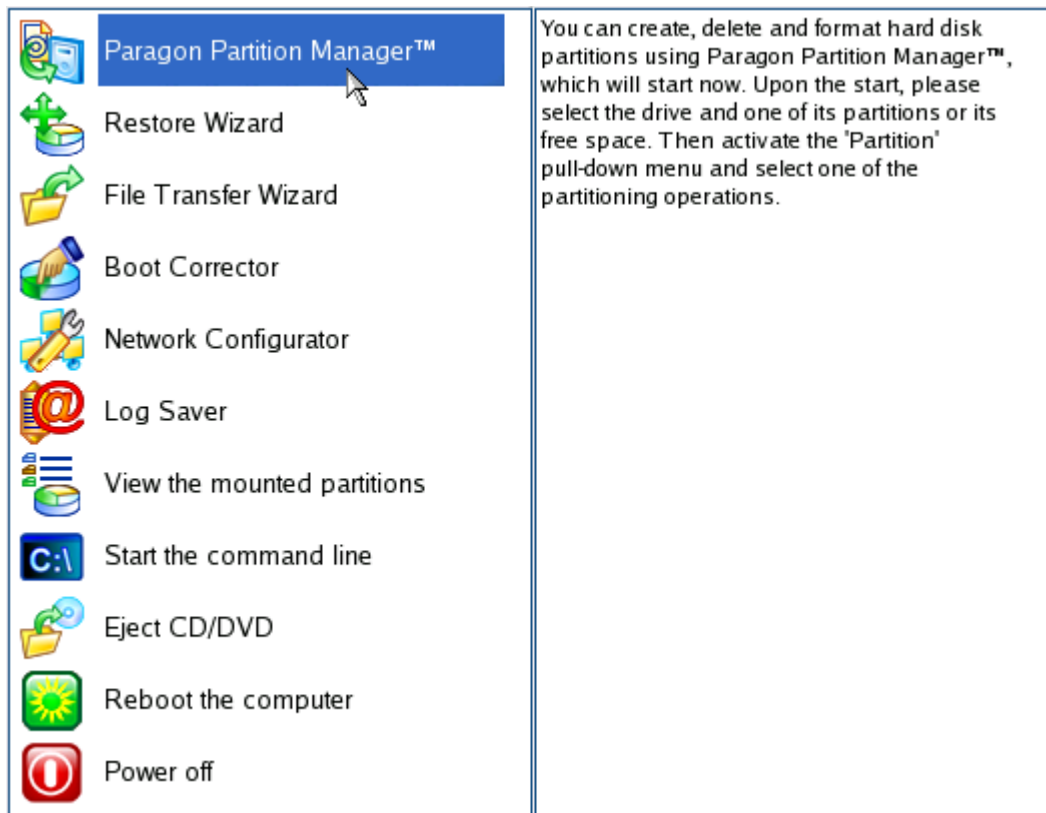 Paragon Partition Manager™
Restore Wizard
File Transfer Wizard
Boot Corrector
Network Configurator
@
Log Saver
View the mounted partitions
C:\
Start the command line
Eject CD/DVD
Reboot the computer
Power off
You can create, delete and format hard disk
partitions using Paragon Partition Manager™,
which will start now. Upon the start, please
select the drive and one of its partitions or its
free space. Then activate the 'Partition'
pull-down menu and select one of the
partitioning operations.